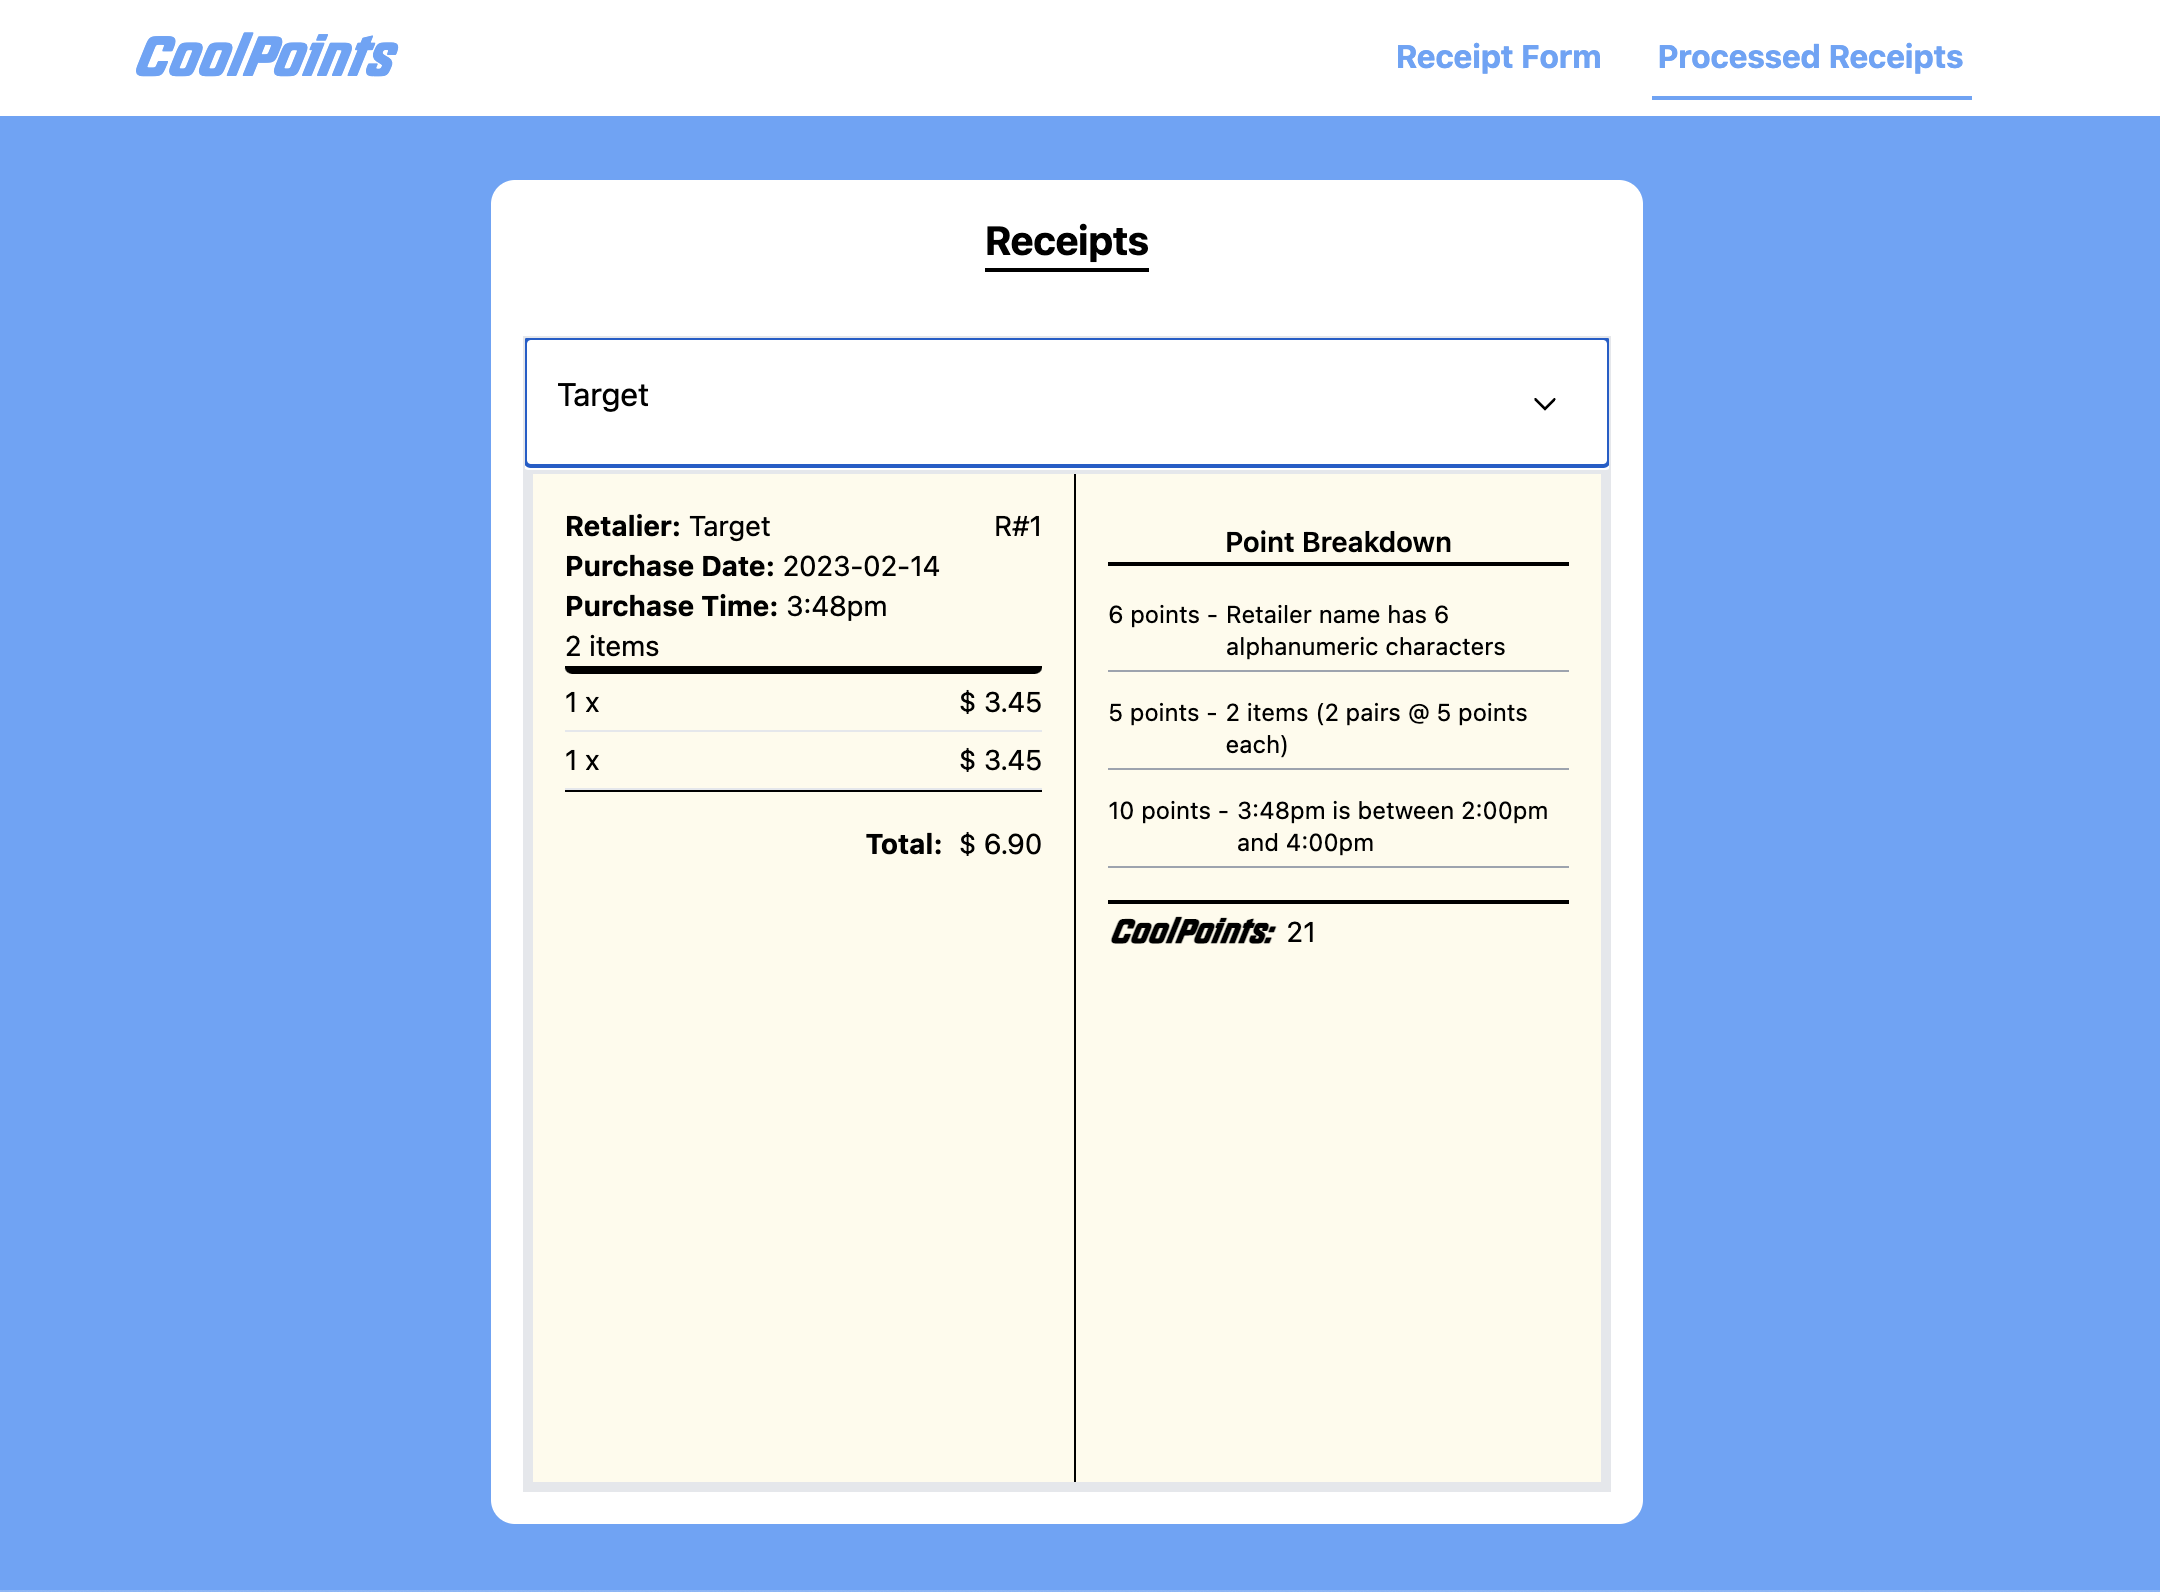 CoolPoints
Receipt Form
Processed Receipts
Receipts
Target
Retalier: Target
R#1
Purchase Date: 2023-02-14
Purchase Time: 3:48pm
2 items
1 x $ 3.45
1 x $ 3.45
Total: $ 6.90
Point Breakdown
6 points - Retailer name has 6
alphanumeric characters
5 points - 2 items (2 pairs @ 5 points
each)
10 points - 3:48pm is between 2:00pm
and 4:00pm
CoolPoints: 21